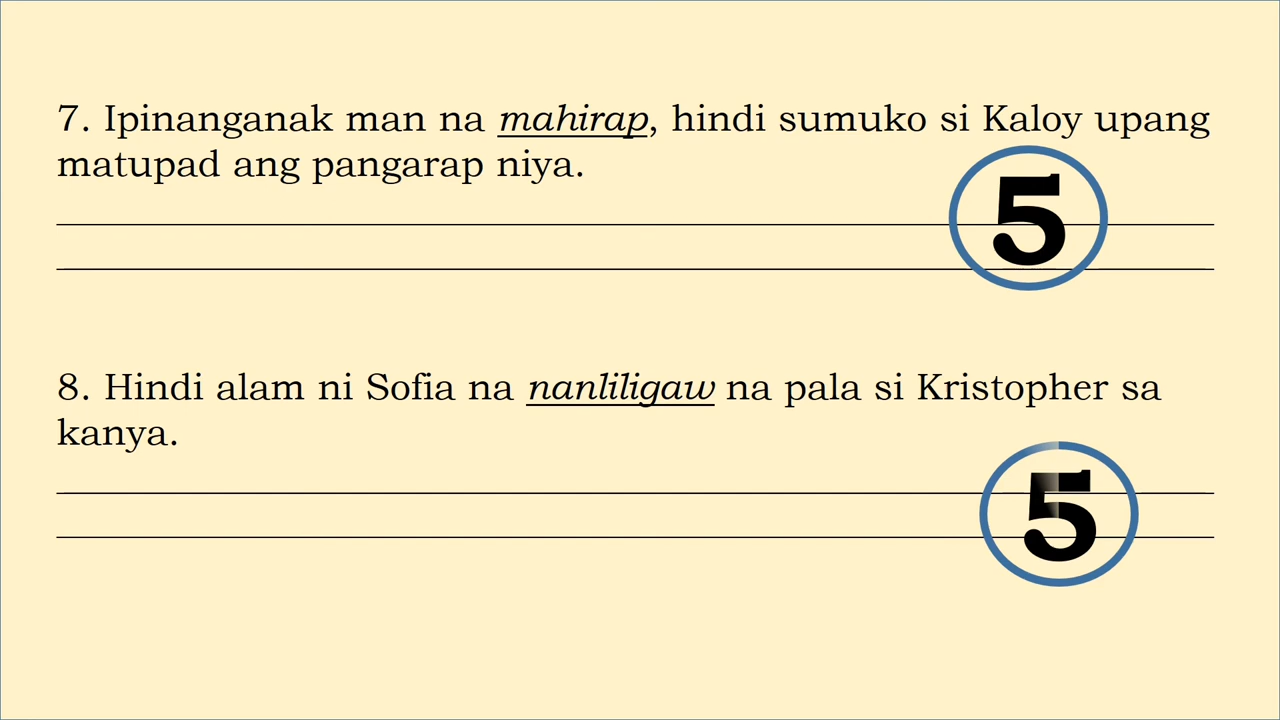 7. Ipinanganak man na mahirap, hindi sumuko si Kaloy upang
matupad ang pangarap niya.
5
8. Hindi alam ni Sofia na nanliligaw na pala si Kristopher sa
kanya.
5